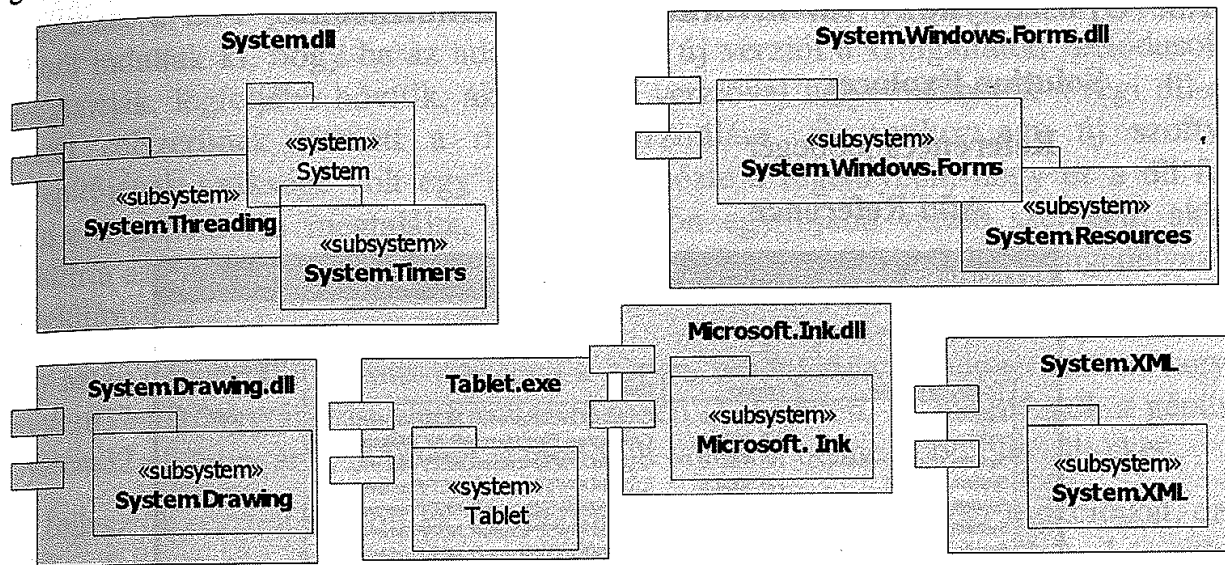 System.dll
«system»
System
«subsystem»
System.Threading
«subsystem»
System.Timers
System.Windows.Forms.dll
«subsystem»
System.Windows.Forms
«subsystem»
System.Resources
System.Drawing.dll
«subsystem»
System.Drawing
Tablet.exe
«system»
Tablet
Microsoft.Ink.dll
«subsystem»
Microsoft. Ink
System.XML
«subsystem»
System.XML